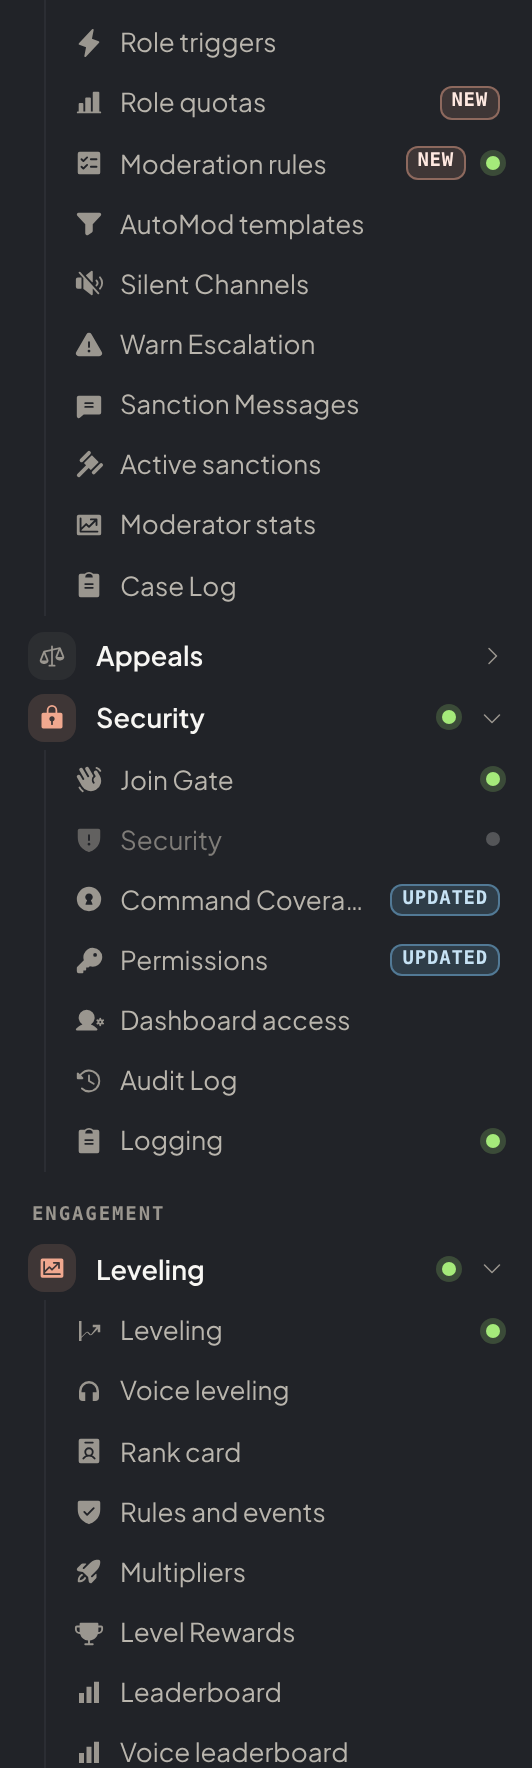 Role triggers
Role quotas NEW
Moderation rules NEW
AutoMod templates
Silent Channels
Warn Escalation
Sanction Messages
Active sanctions
Moderator stats
Case Log
Appeals
Security
Join Gate
Security
Command Covera... UPDATED
Permissions UPDATED
Dashboard access
Audit Log
Logging
ENGAGEMENT
Leveling
Leveling
Voice leveling
Rank card
Rules and events
Multipliers
Level Rewards
Leaderboard
Voice leaderboard